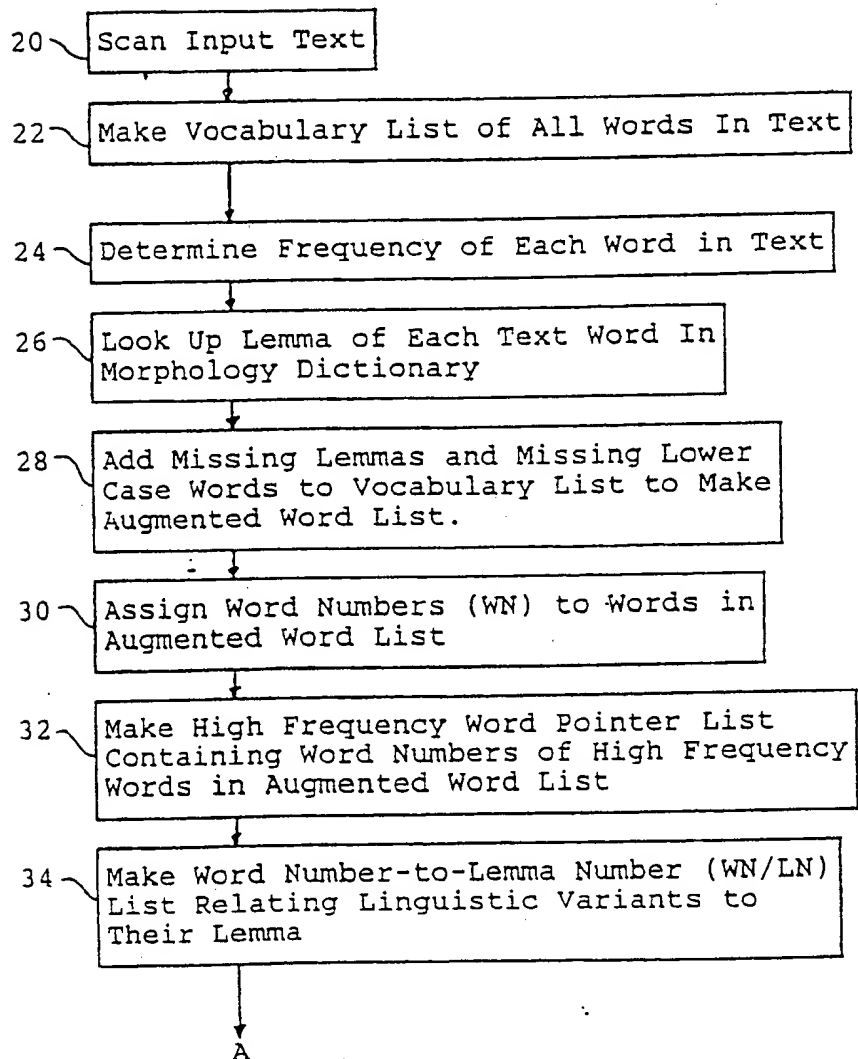 20 Scan Input Text
22 Make Vocabulary List of All Words In Text
24 Determine Frequency of Each Word in Text
26 Look Up Lemma of Each Text Word In
Morphology Dictionary
28 Add Missing Lemmas and Missing Lower
Case Words to Vocabulary List to Make
Augmented Word List.
30 Assign Word Numbers (WN) to Words in
Augmented Word List
32 Make High Frequency Word Pointer List
Containing Word Numbers of High Frequency
Words in Augmented Word List
34 Make Word Number-to-Lemma Number (WN/LN)
List Relating Linguistic Variants to
Their Lemma
A